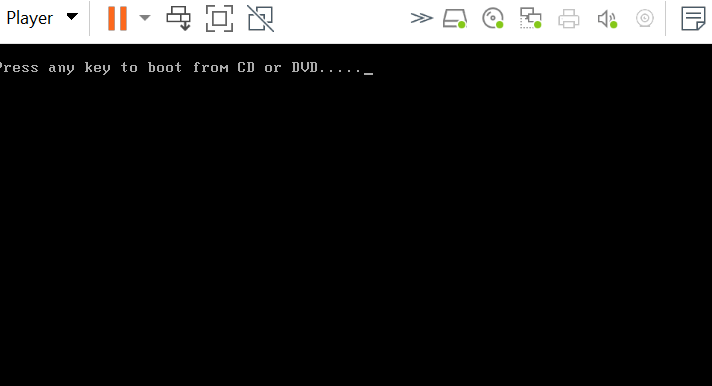 Player
Press any key to boot from CD or DVD....._